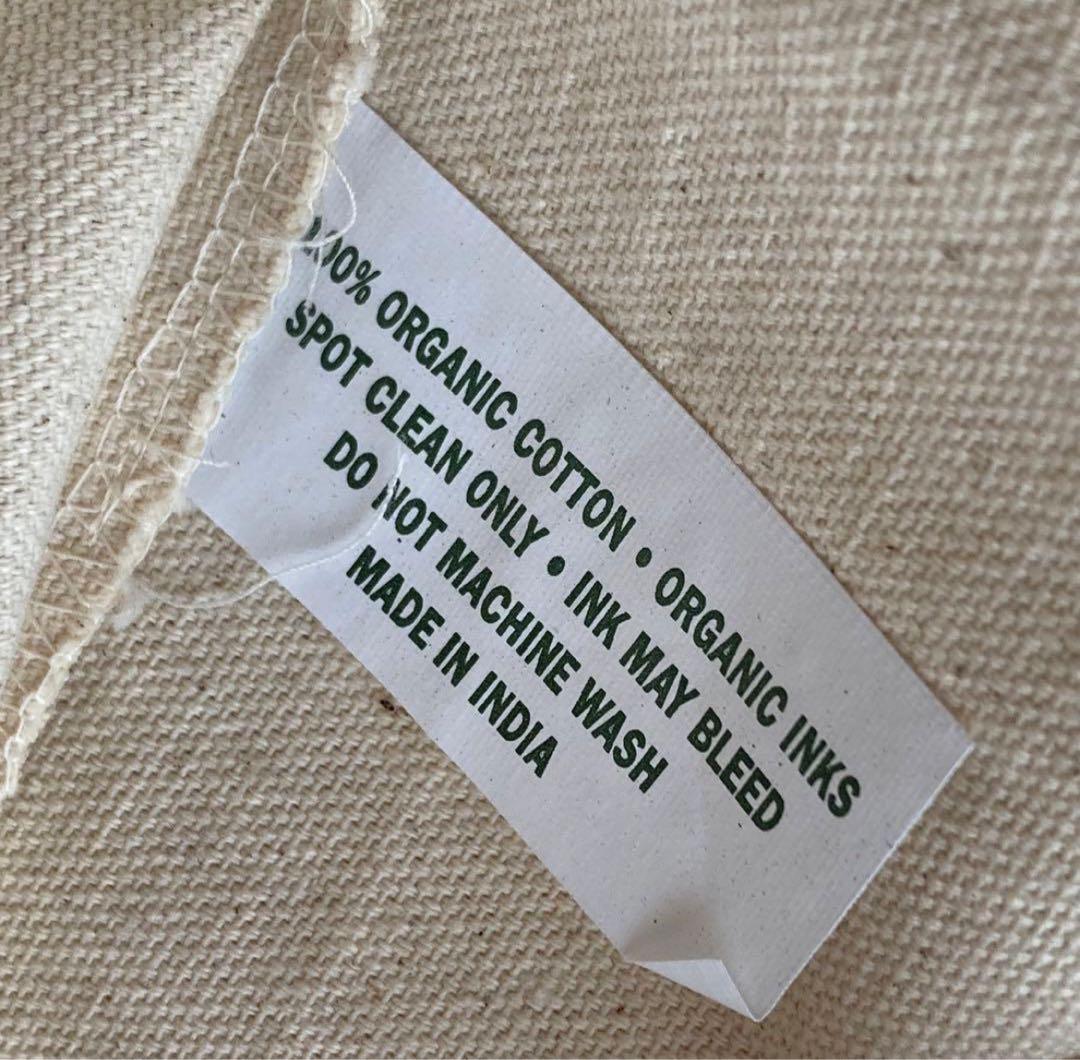 100% ORGANIC COTTON • ORGANIC INKS
SPOT CLEAN ONLY • INK MAY BLEED
DO NOT MACHINE WASH
MADE IN INDIA